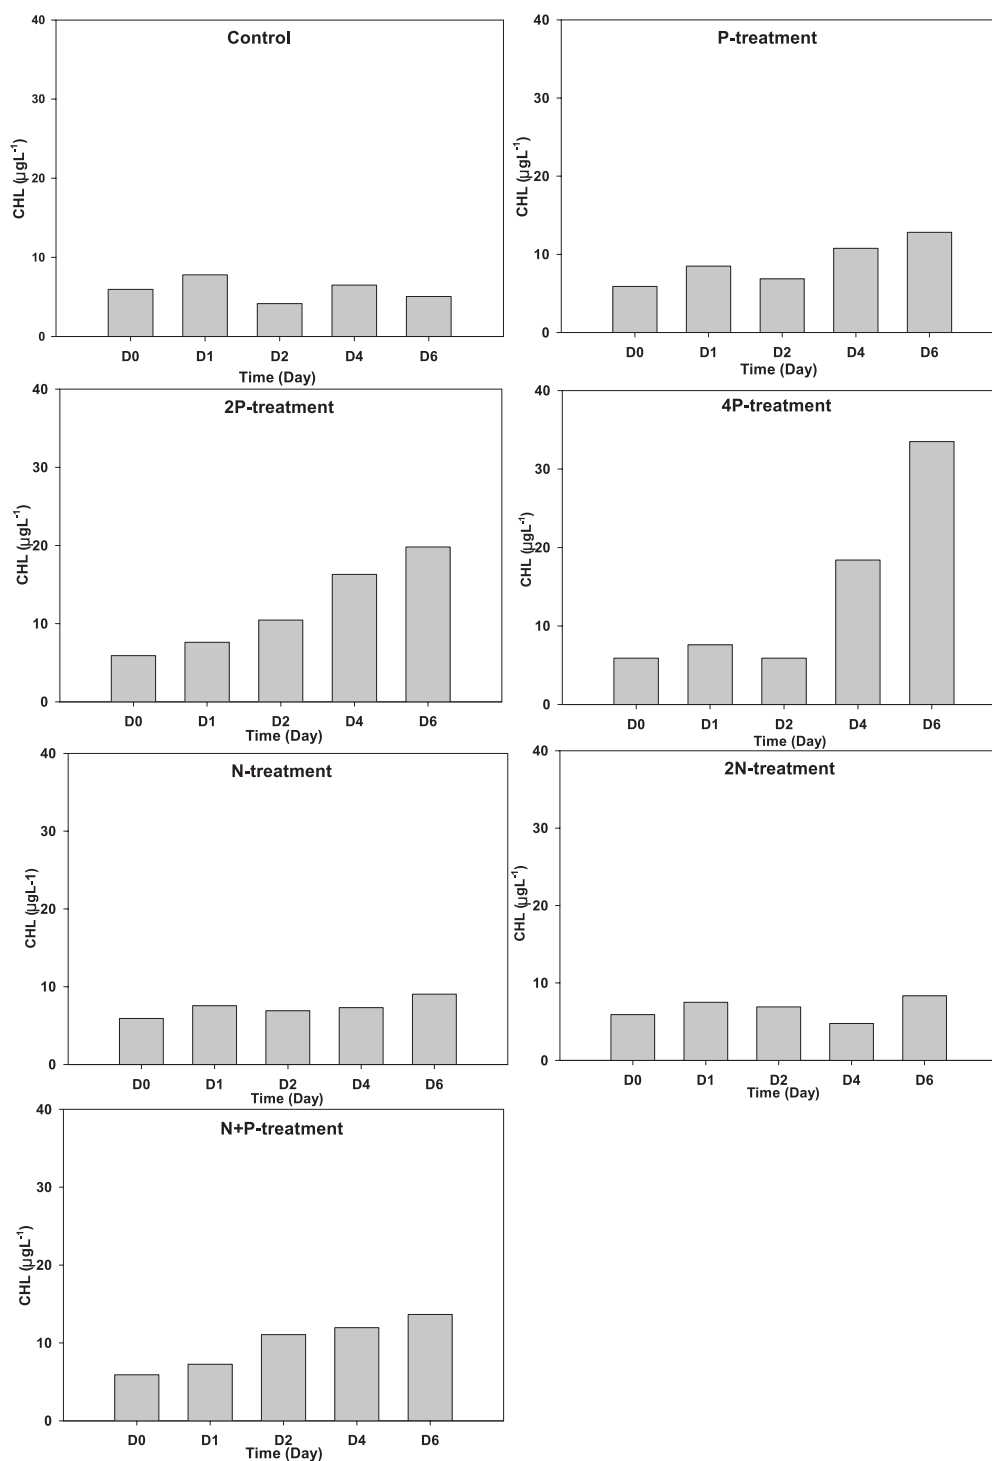 Control
40
30
20
10
0
CHL (µgL-1)
D0 D1 D2 D4 D6
Time (Day)
P-treatment
40
30
20
10
0
CHL (µgL-1)
D0 D1 D2 D4 D6
Time (Day)
2P-treatment
40
30
20
10
0
CHL (µgL-1)
D0 D1 D2 D4 D6
Time (Day)
4P-treatment
40
30
20
10
0
CHL (µgL-1)
D0 D1 D2 D4 D6
Time (Day)
N-treatment
40
30
20
10
0
CHL (µgL-1)
D0 D1 D2 D4 D6
Time (Day)
2N-treatment
40
30
20
10
0
CHL (µgL-1)
D0 D1 D2 D4 D6
Time (Day)
N+P-treatment
40
30
20
10
0
CHL (µgL-1)
D0 D1 D2 D4 D6
Time (Day)